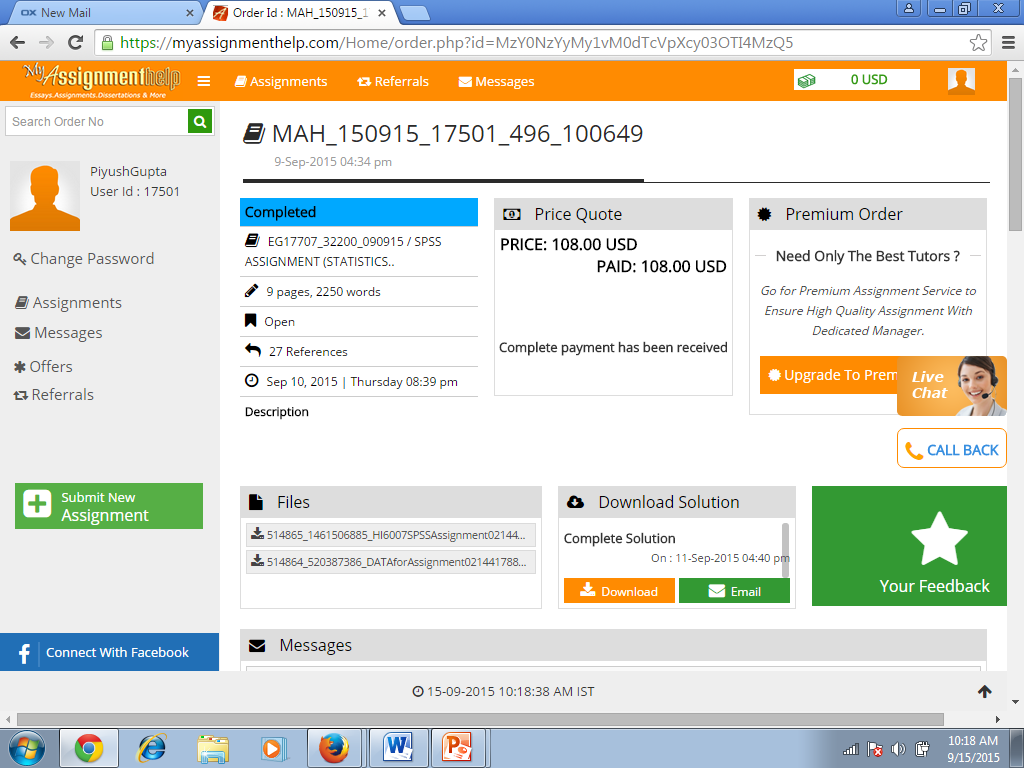 New Mail
Order Id : MAH_150915_1
https://myassignmenthelp.com/Home/order.php?id=MzY0NzYyMy1vM0dTcVpXcy03OTI4MzQ5
My Assignmenthelp
Essays.Assignments.Dissertations & More
Assignments
Referrals
Messages
0 USD
Search Order No
PiyushGupta
User Id : 17501
Change Password
Assignments
Messages
Offers
Referrals
Submit New
Assignment
Connect With Facebook
MAH_150915_17501_496_100649
9-Sep-2015 04:34 pm
Completed
EG17707_32200_090915 / SPSS
ASSIGNMENT (STATISTICS..
9 pages, 2250 words
Open
27 References
Sep 10, 2015 | Thursday 08:39 pm
Description
Price Quote
PRICE: 108.00 USD
PAID: 108.00 USD
Complete payment has been received
Premium Order
Need Only The Best Tutors ?
Go for Premium Assignment Service to
Ensure High Quality Assignment With
Dedicated Manager.
Upgrade To Prem
Live
Chat
CALL BACK
Files
514865_1461506885_HI6007SPSSAssignment02144...
514864_520387386_DATAforAssignment021441788...
Download Solution
Complete Solution
On : 11-Sep-2015 04:40 pm
Download
Email
Your Feedback
Messages
15-09-2015 10:18:38 AM IST
10:18 AM
9/15/2015